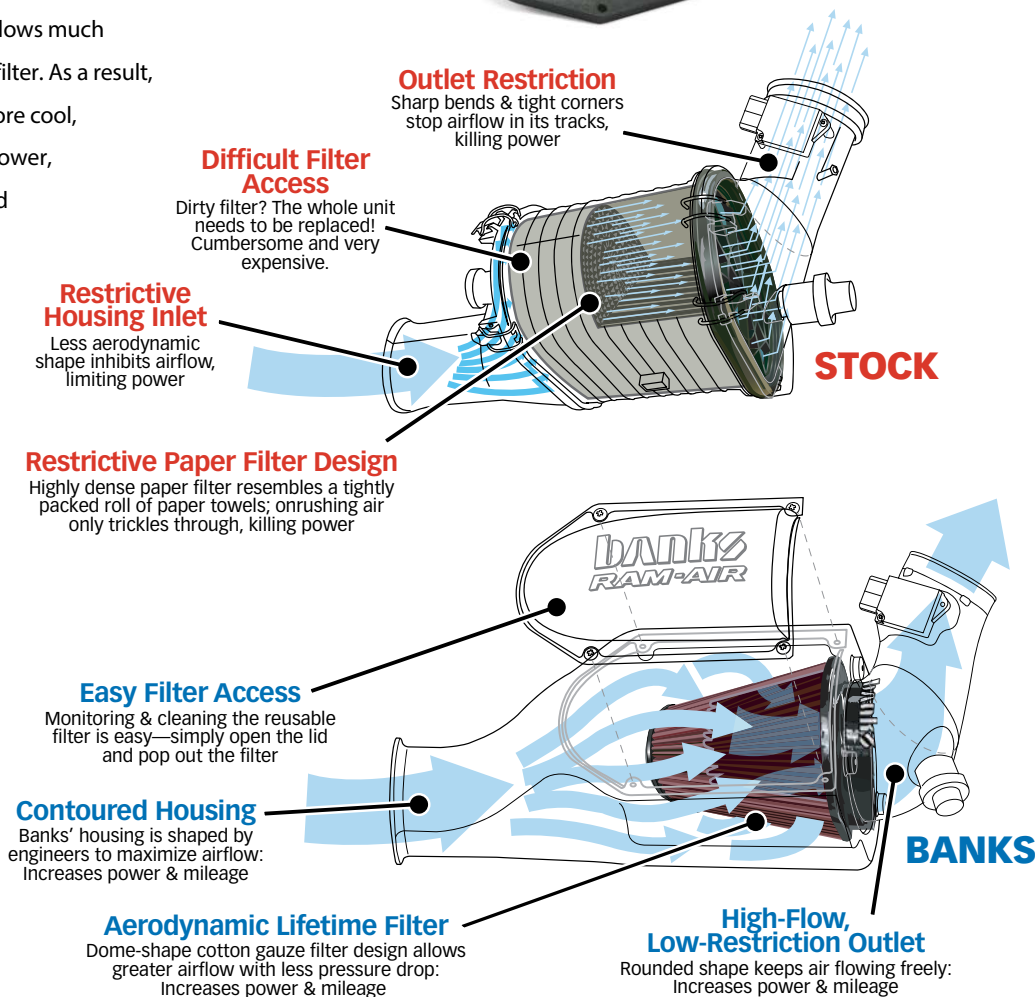 lows much
filter. As a result,
ore cool,
ower,
d
Outlet Restriction
Sharp bends & tight corners
stop airflow in its tracks,
killing power
Difficult Filter
Access
Dirty filter? The whole unit
needs to be replaced!
Cumbersome and very
expensive.
Restrictive
Housing Inlet
Less aerodynamic
shape inhibits airflow,
limiting power
STOCK
Restrictive Paper Filter Design
Highly dense paper filter resembles a tightly
packed roll of paper towels; onrushing air
only trickles through, killing power
banks
RAM-AIR
Easy Filter Access
Monitoring & cleaning the reusable
filter is easy—simply open the lid
and pop out the filter
Contoured Housing
Banks’ housing is shaped by
engineers to maximize airflow:
Increases power & mileage
BANKS
Aerodynamic Lifetime Filter
Dome-shape cotton gauze filter design allows
greater airflow with less pressure drop:
Increases power & mileage
High-Flow,
Low-Restriction Outlet
Rounded shape keeps air flowing freely:
Increases power & mileage